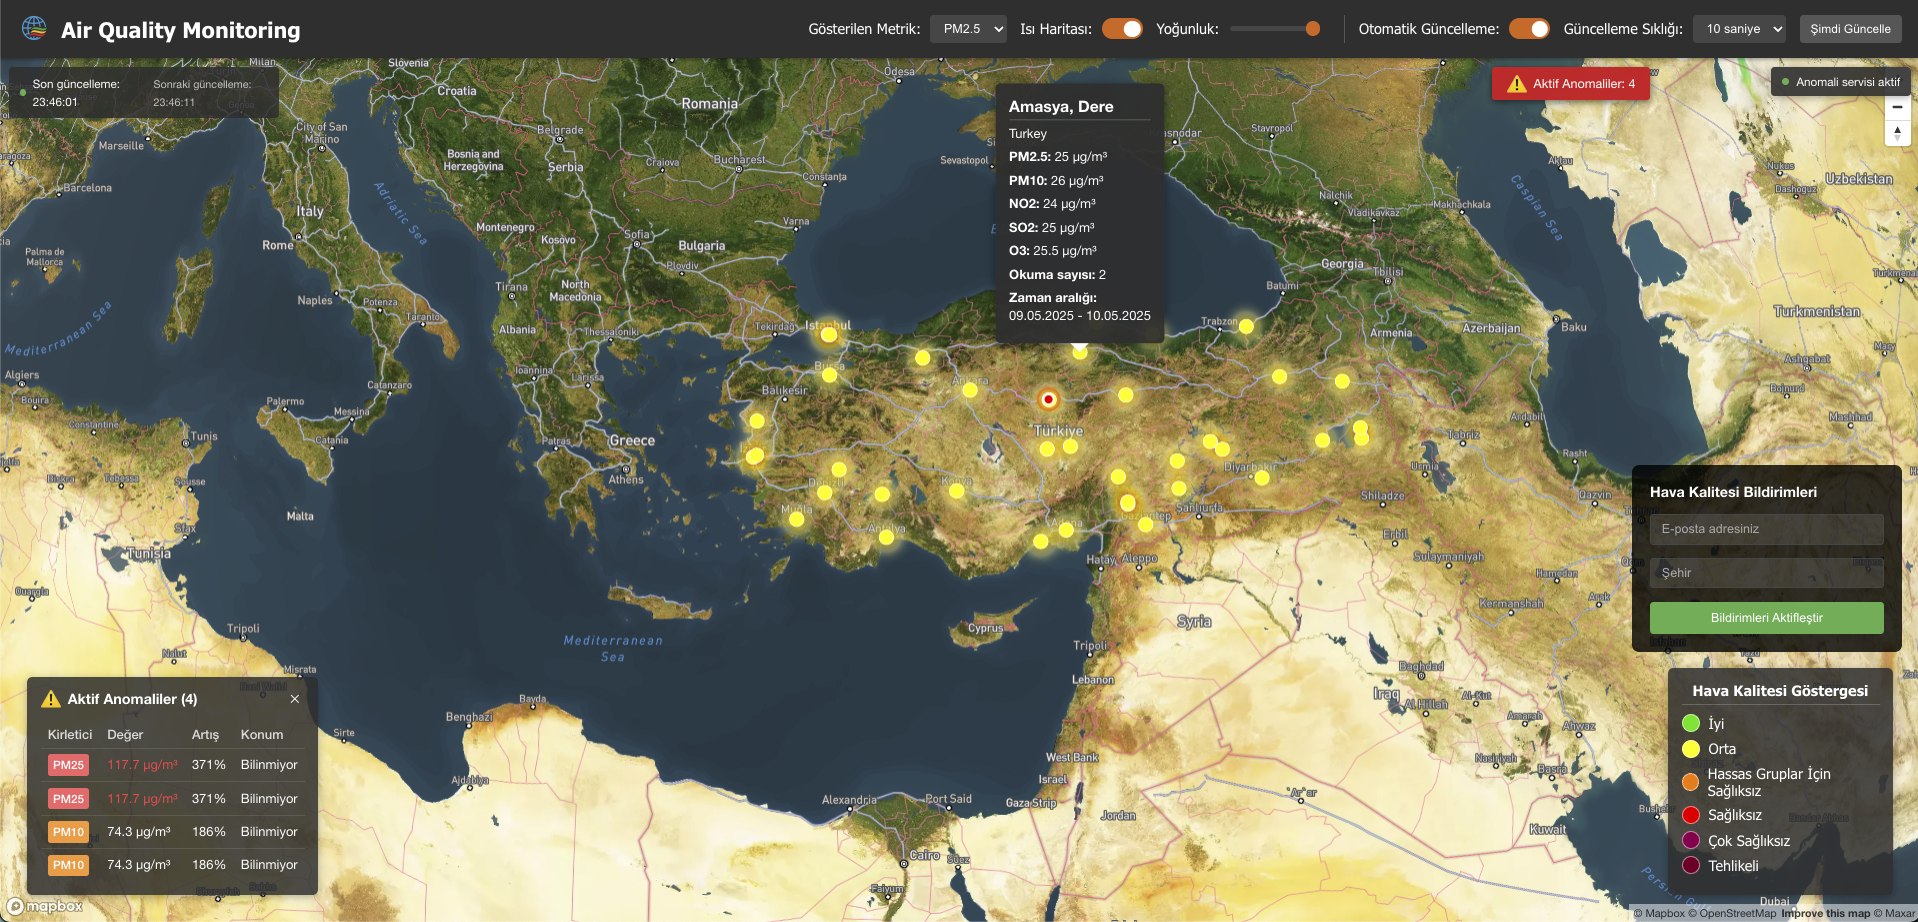 Air Quality Monitoring
Gösterilen Metrik:
PM2.5
Isı Haritası:
Yoğunluk:
Otomatik Güncelleme:
Güncelleme Sıklığı:
10 saniye
Şimdi Güncelle
Son güncelleme:
23:46:01
Sonraki güncelleme:
23:46:11
Aktif Anomaliler: 4
Anomali servisi aktif
Amasya, Dere
Turkey
PM2.5: 25 µg/m³
PM10: 26 µg/m³
NO2: 24 µg/m³
SO2: 25 µg/m³
O3: 25.5 µg/m³
Okuma sayısı: 2
Zaman aralığı:
09.05.2025 - 10.05.2025
Milan
Slovenia
Croatia
Romania
Odesa
City of San
Marino
Belgrade
Bosnia and
Herzegovina
Serbia
Craiova
Bucharest
Constanța
Sevastopol
Stavropol
Aktau
Nukus
Dashoguz
Uzbekistan
Marseille
Barcelona
Adriatic Sea
Italy
Rome
Montenegro
Kosovo
Sofia
Bulgaria
Varna
Plovdiv
Nalchik
Vladikavkaz
Makhachkala
Caspian Sea
Palma de
Mallorca
Mediterranean Sea
Naples
Potenza
Taranto
Tirana
North
Macedonia
Albania
Thessaloniki
Tekirdağ
Istanbul
Georgia
Tbilisi
Batumi
Trabzon
Armenia
Azerbaijan
Baku
Turkmenistan
Ashgabat
Mary
Bojnurd
Mashhad
Algiers
Bouira
Constantine
Tunis
Palermo
Messina
Catania
Catanzaro
Ioannina
Larissa
Balıkesir
Ankara
Türkiye
Greece
Patras
Athens
Sousse
Sfax
Malta
Tunisia
Denizli
Muğla
Antalya
Konya
Adana
Gaziantep
Şanlıurfa
Diyarbakır
Ardabil
Tabriz
Urmia
Rasht
Qazvin
Shiladze
Erbil
Sulaymaniyah
Hamedan
Kermanshah
Arak
Hatay
Aleppo
Ouargla
Tripoli
Nalut
Misrata
Mediterranean
Sea
Cyprus
Syria
Tripoli
Lebanon
Baghdad
Iraq
Al Hillah
Al-Kut
Amarah
Ahwaz
Nasiriyah
Basra
Yazd
Bayda
Benghazi
Sirte
Ajdabiya
West Bank
Israel
Gaza Strip
Jordan
Alexandria
Port Said
Cairo
Suez
Faiyum
'Ar'ar
Kuwait
Dubai
Hava Kalitesi Bildirimleri
E-posta adresiniz
Şehir
Bildirimleri Aktifleştir
Aktif Anomaliler (4)
×
Kirletici Değer Artış Konum
PM25 117.7 µg/m³ 371% Bilinmiyor
PM25 117.7 µg/m³ 371% Bilinmiyor
PM10 74.3 µg/m³ 186% Bilinmiyor
PM10 74.3 µg/m³ 186% Bilinmiyor
Hava Kalitesi Göstergesi
İyi
Orta
Hassas Gruplar İçin
Sağlıksız
Sağlıksız
Çok Sağlıksız
Tehlikeli
mapbox
© Mapbox © OpenStreetMap Improve this map © Maxar